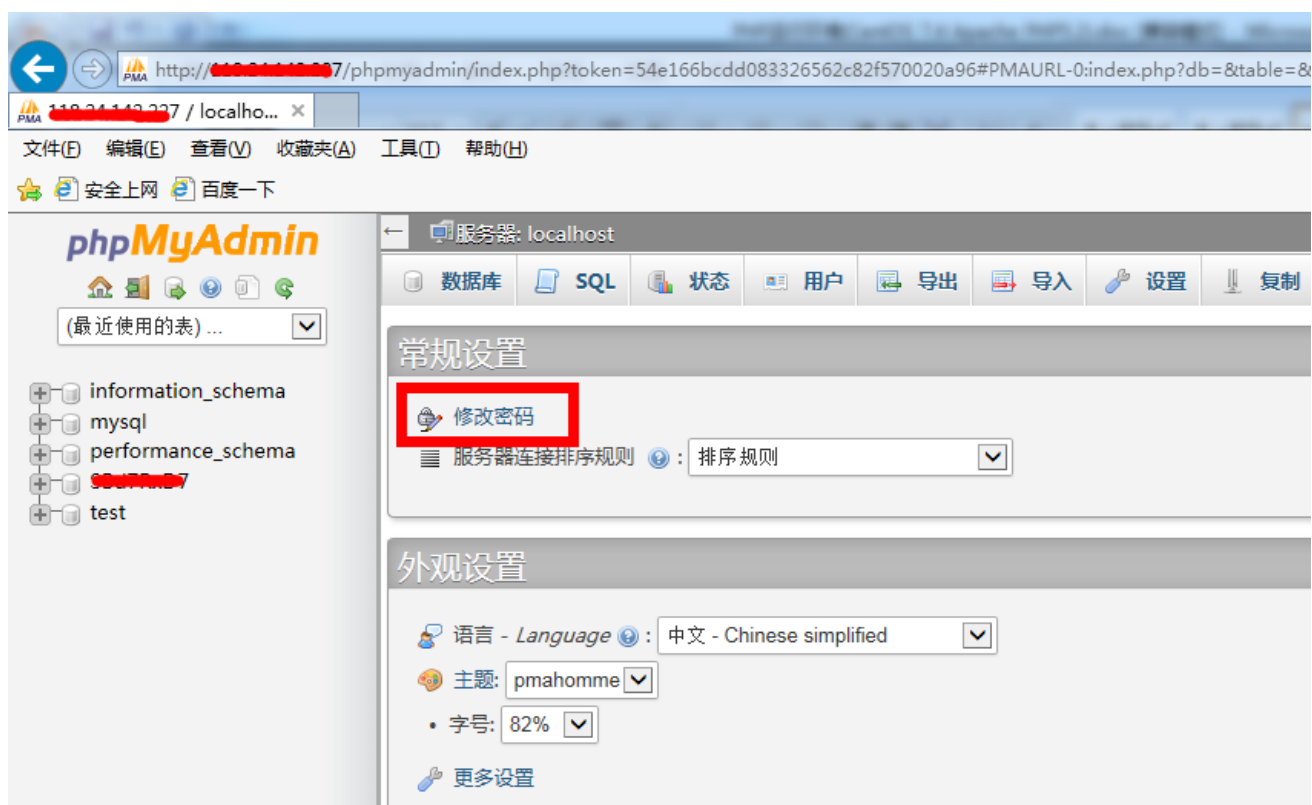 http://7/phpmyadmin/index.php?token=54e166bcdd083326562c82f570020a96#PMAURL-0:index.php?db=&table=&
7 / localho... ×
文件(F) 编辑(E) 查看(V) 收藏夹(A) 工具(T) 帮助(H)
安全上网 百度一下
phpMyAdmin
(最近使用的表) ...
information_schema
mysql
performance_schema
test
服务器: localhost
数据库 SQL 状态 用户 导出 导入 设置 复制
常规设置
修改密码
服务器连接排序规则 : 排序规则
外观设置
语言 - Language : 中文 - Chinese simplified
主题: pmahomme
• 字号: 82%
更多设置